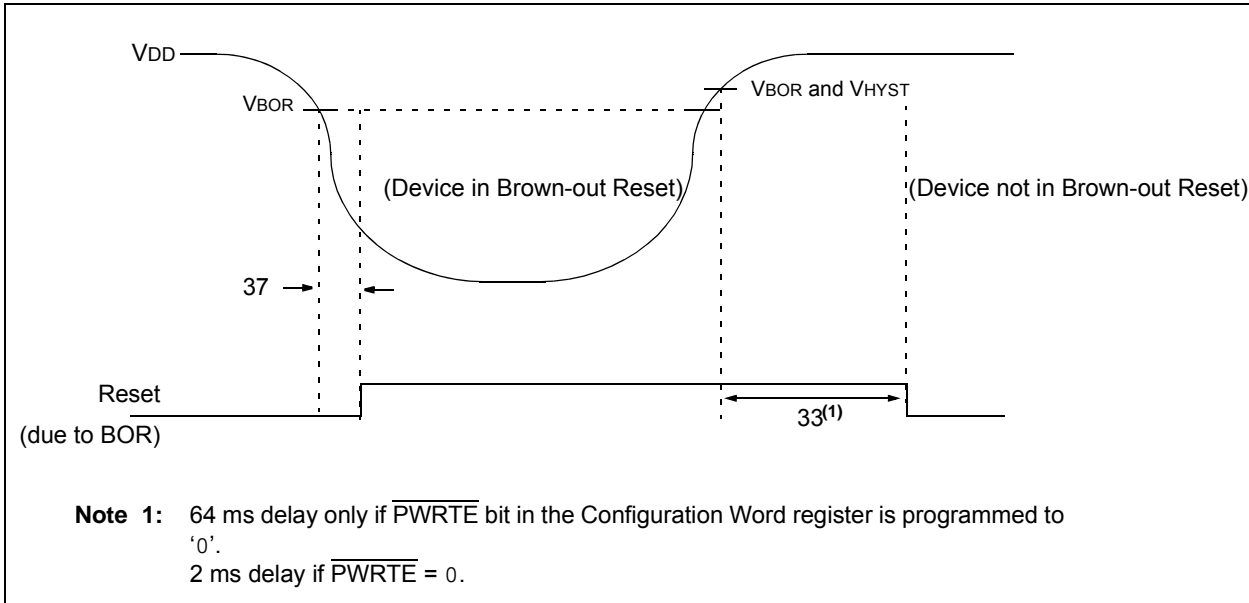 VDD
VBOR
VBOR and VHYST
(Device in Brown-out Reset)
(Device not in Brown-out Reset)
37
Reset
(due to BOR)
33(1)
Note 1: 64 ms delay only if PWRTE bit in the Configuration Word register is programmed to
‘0’.
2 ms delay if PWRTE = 0.